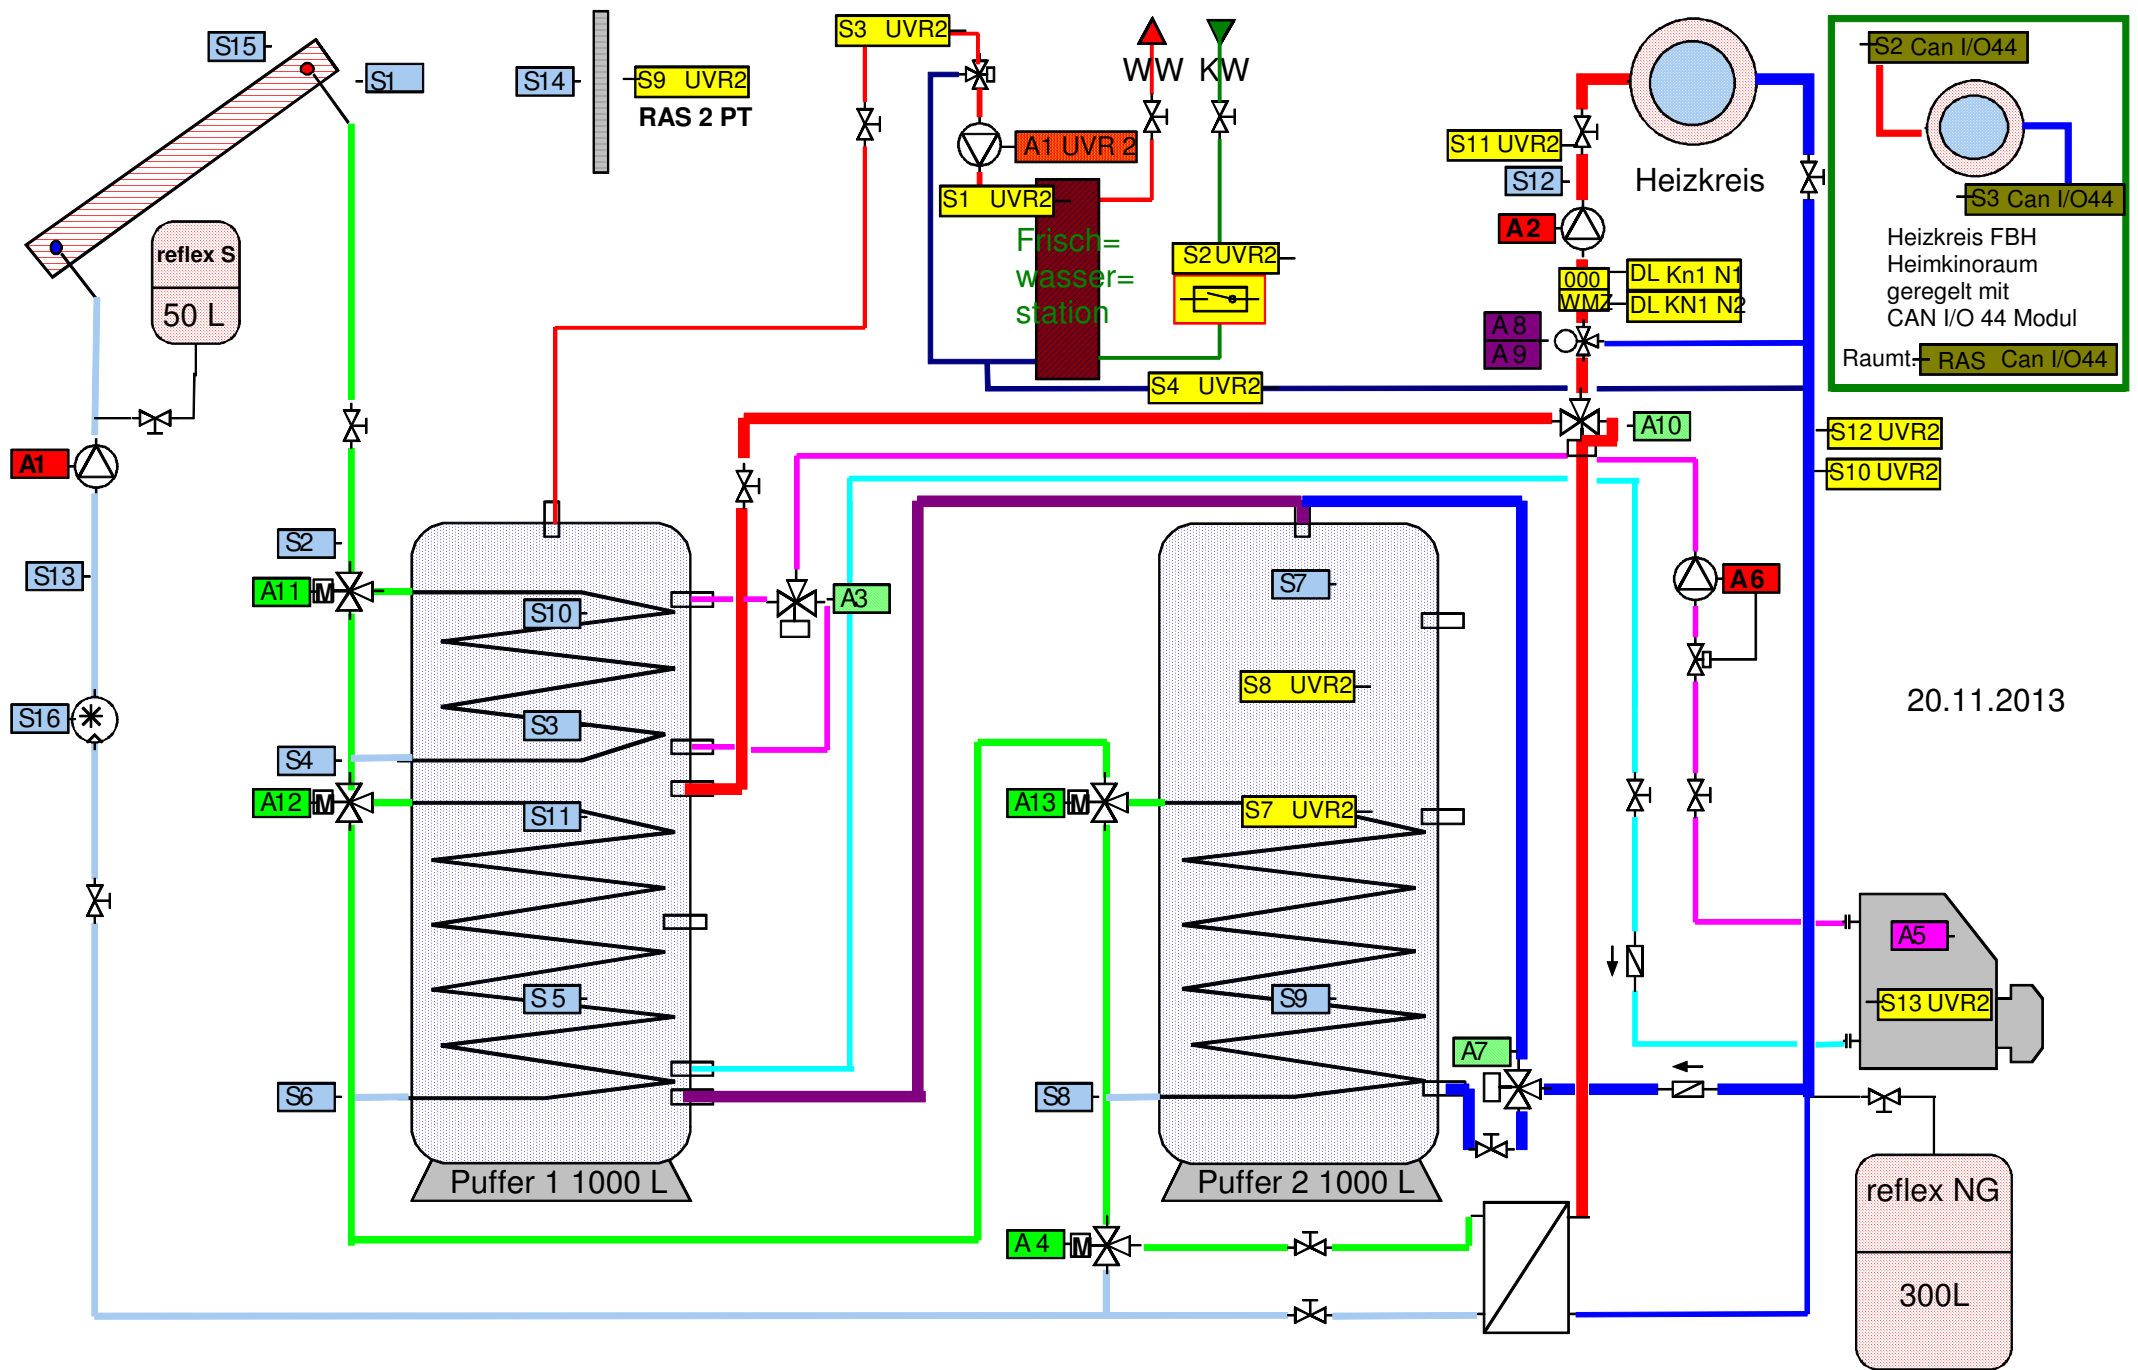 S15
S1
S14
S9 UVR2
RAS 2 PT
S3 UVR2
WW
KW
A1 UVR 2
S1 UVR2
Frisch=
wasser=
station
S2 UVR2
S4 UVR2
S11 UVR2
S12
A2
Heizkreis
000
WMZ
DL Kn1 N1
DL KN1 N2
A8
A9
A10
S2 Can I/O44
S3 Can I/O44
Heizkreis FBH
Heimkinoraum
geregelt mit
CAN I/O 44 Modul
Raumt.
RAS Can I/O44
S12 UVR2
S10 UVR2
reflex S
50 L
A1
S13
S16
S2
A11
M
S4
A12
M
S6
S10
S3
S11
S5
Puffer 1 1000 L
A3
S7
S8 UVR2
A13
M
S7 UVR2
S9
S8
Puffer 2 1000 L
A4
M
A7
A6
20.11.2013
A5
S13 UVR2
reflex NG
300L